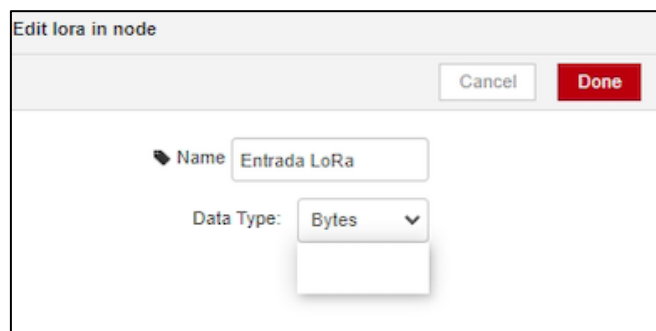 Edit lora in node
Cancel Done
Name Entrada LoRa
Data Type: Bytes